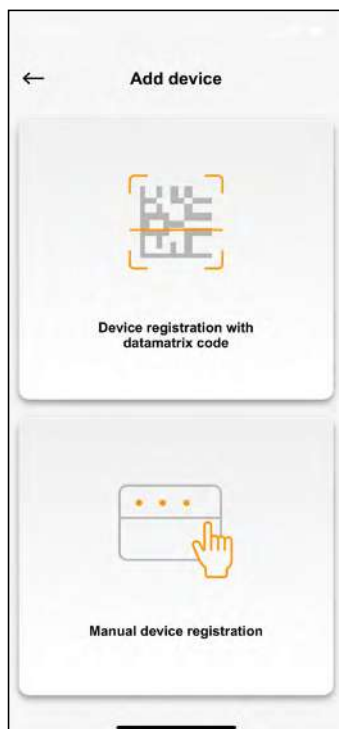 Add device
Device registration with
datamatrix code
Manual device registration